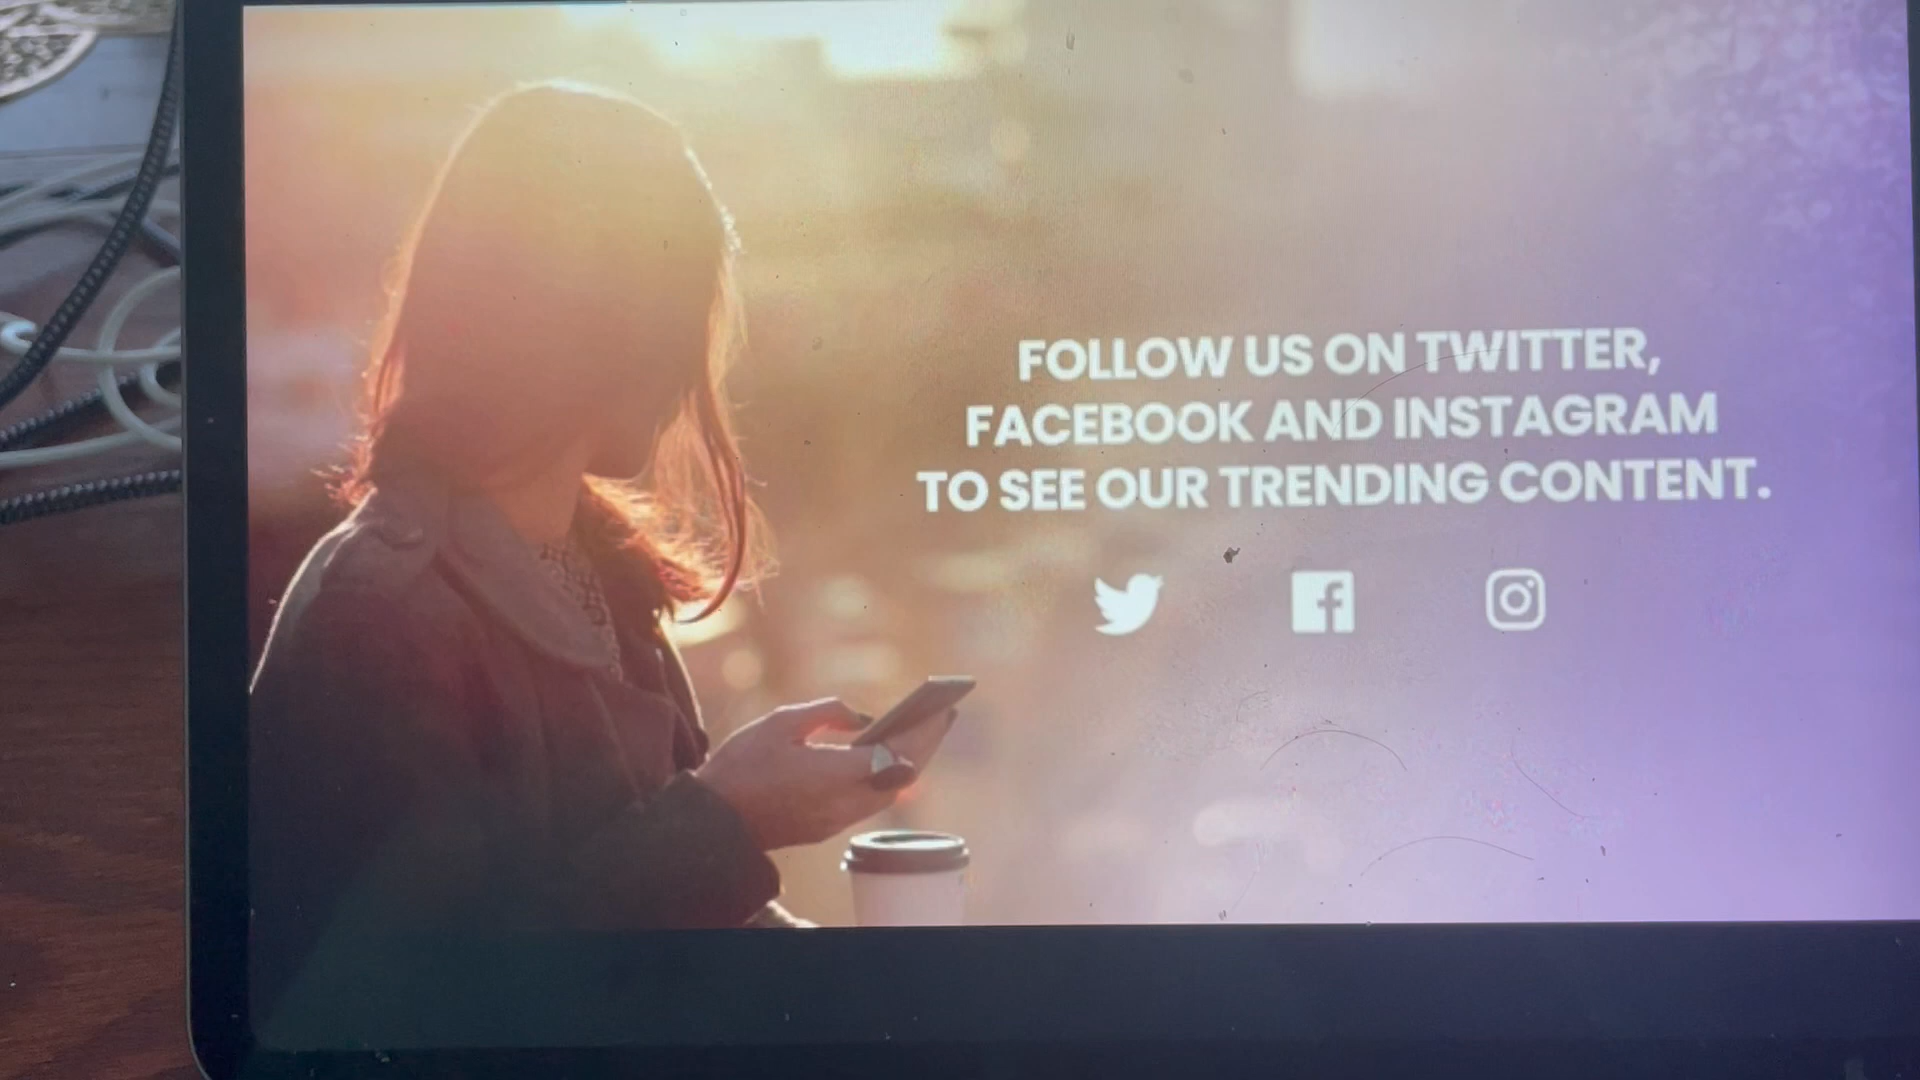 FOLLOW US ON TWITTER,
FACEBOOK AND INSTAGRAM
TO SEE OUR TRENDING CONTENT.